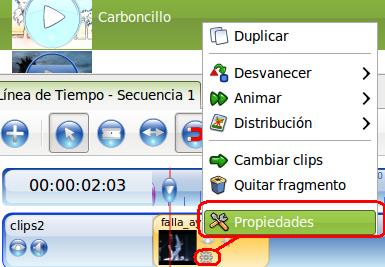 Carboncillo
Duplicar
Desvanecer
Línea de Tiempo - Secuencia 1
Animar
Distribución
Cambiar clips
00:00:02:03
Quitar fragmento
clips2
falla_av
Propiedades